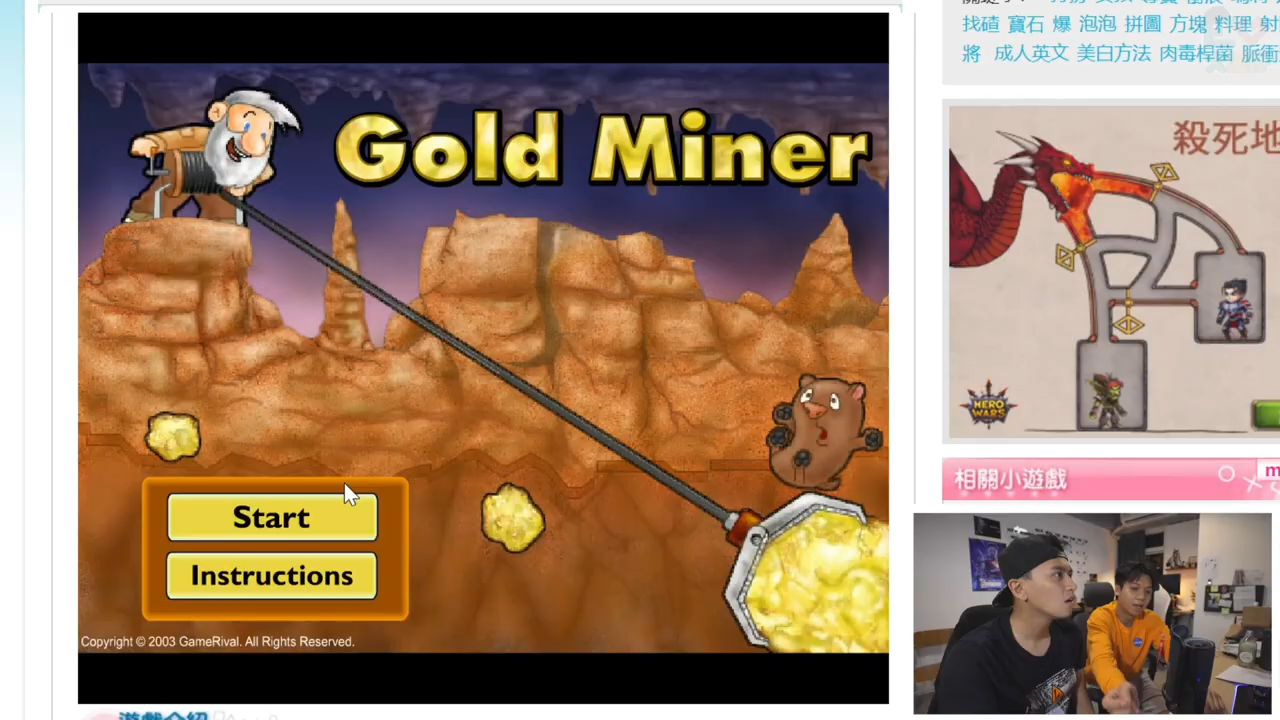 找碴 寶石 爆 泡泡 拼圖 方塊 料理 射
將 成人英文 美白方法 肉毒桿菌 脈衝
Gold Miner
殺死地
HERO WARS
Start
Instructions
相關小遊戲
Copyright © 2003 GameRival. All Rights Reserved.